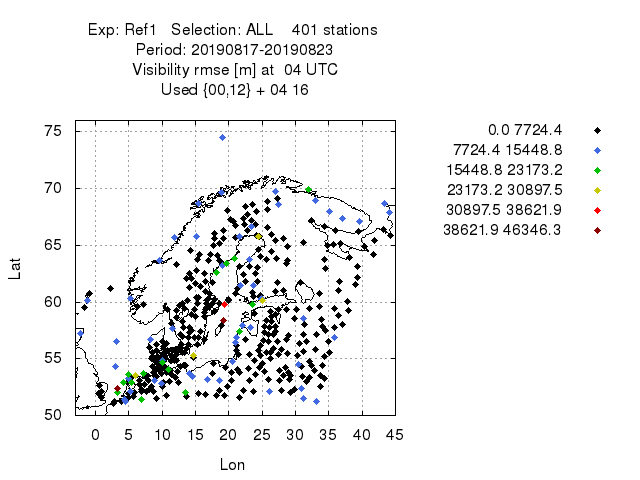 Exp: Ref1 Selection: ALL 401 stations
Period: 20190817-20190823
Visibility rmse [m] at 04 UTC
Used {00,12} + 04 16
0.0 7724.4
7724.4 15448.8
15448.8 23173.2
23173.2 30897.5
30897.5 38621.9
38621.9 46346.3
75
70
65
60
55
50
Lat
0 5 10 15 20 25 30 35 40 45
Lon